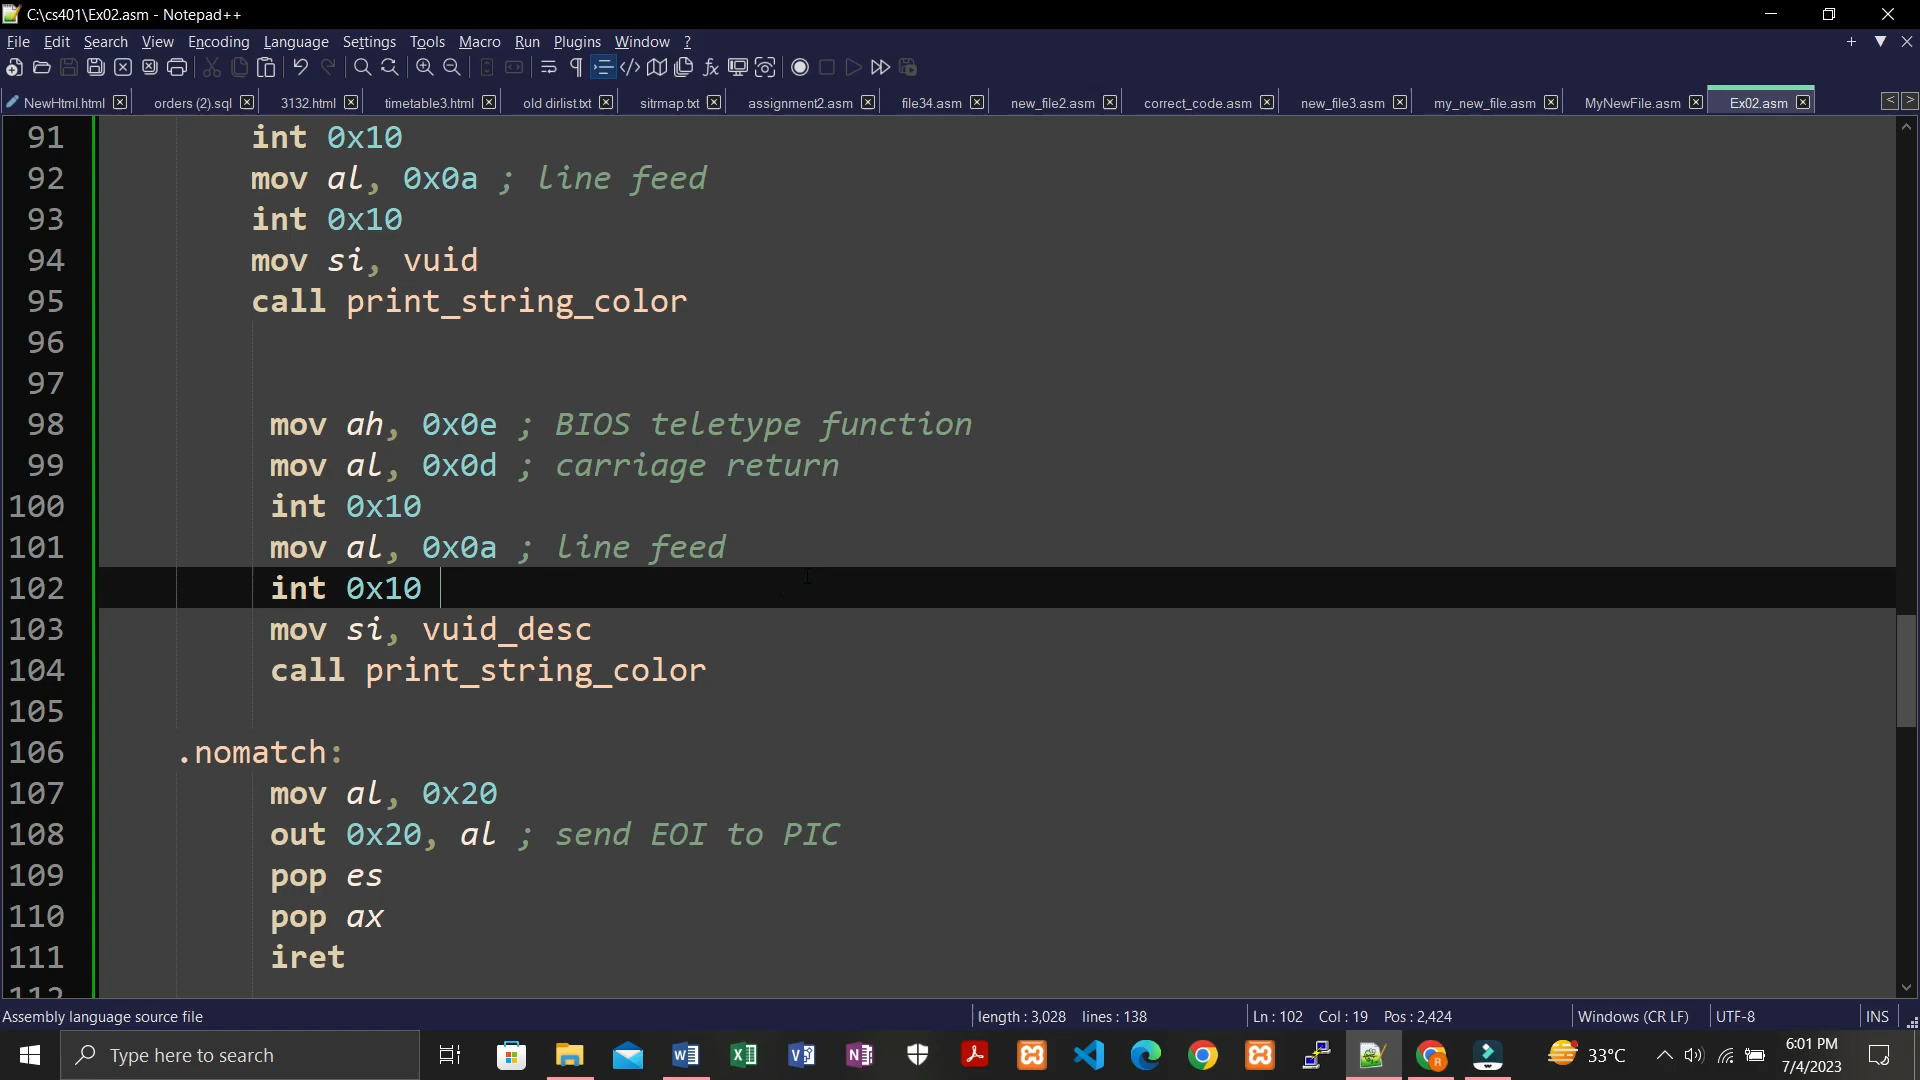 C:\cs401\Ex02.asm - Notepad++
File Edit Search View Encoding Language Settings Tools Macro Run Plugins Window ?
NewHtml.html orders (2).sql 3132.html timetable3.html old dirlist.txt sitrmap.txt assignment2.asm file34.asm new_file2.asm correct_code.asm new_file3.asm my_new_file.asm MyNewFile.asm Ex02.asm
91 int 0x10
92 mov al, 0x0a ; line feed
93 int 0x10
94 mov si, vuid
95 call print_string_color
96
97
98 mov ah, 0x0e ; BIOS teletype function
99 mov al, 0x0d ; carriage return
100 int 0x10
101 mov al, 0x0a ; line feed
102 int 0x10
103 mov si, vuid_desc
104 call print_string_color
105
106 .nomatch:
107 mov al, 0x20
108 out 0x20, al ; send EOI to PIC
109 pop es
110 pop ax
111 iret
112
Assembly language source file length : 3,028 lines : 138 Ln : 102 Col : 19 Pos : 2,424 Windows (CR LF) UTF-8 INS
Type here to search 33°C 6:01 PM
7/4/2023